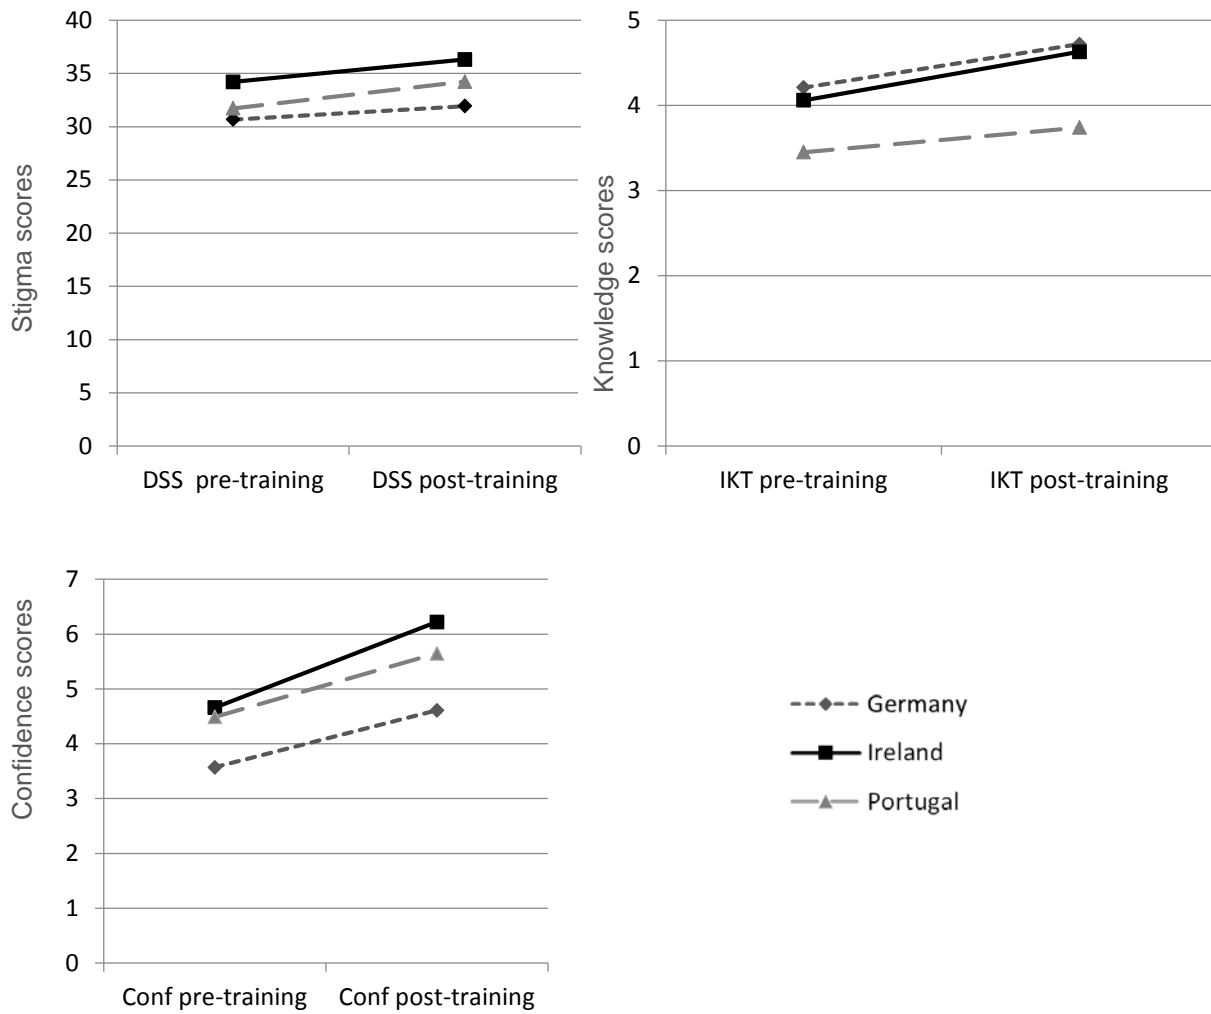 Stigma scores
40
35
30
25
20
15
10
5
0
DSS pre-training DSS post-training
Knowledge scores
5
4
3
2
1
0
IKT pre-training IKT post-training
Confidence scores
7
6
5
4
3
2
1
0
Conf pre-training Conf post-training
Germany
Ireland
Portugal